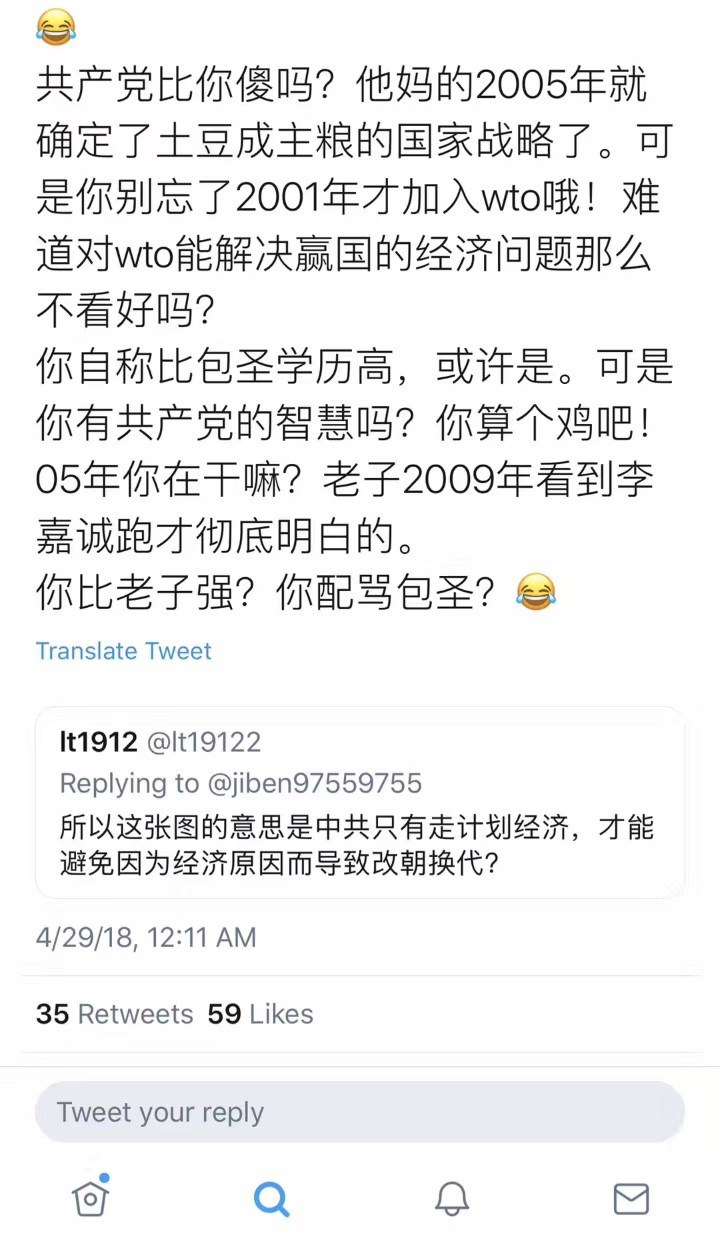 😂
共产党比你傻吗？他妈的2005年就
确定了土豆成主粮的国家战略了。可
是你别忘了2001年才加入wto哦！难
道对wto能解决赢国的经济问题那么
不看好吗？
你自称比包圣学历高，或许是。可是
你有共产党的智慧吗？你算个鸡吧！
05年你在干嘛？老子2009年看到李
嘉诚跑才彻底明白的。
你比老子强？你配骂包圣？😂
Translate Tweet
lt1912 @lt19122
Replying to @jiben97559755
所以这张图的意思是中共只有走计划经济，才能
避免因为经济原因而导致改朝换代？
4/29/18, 12:11 AM
35 Retweets 59 Likes
Tweet your reply